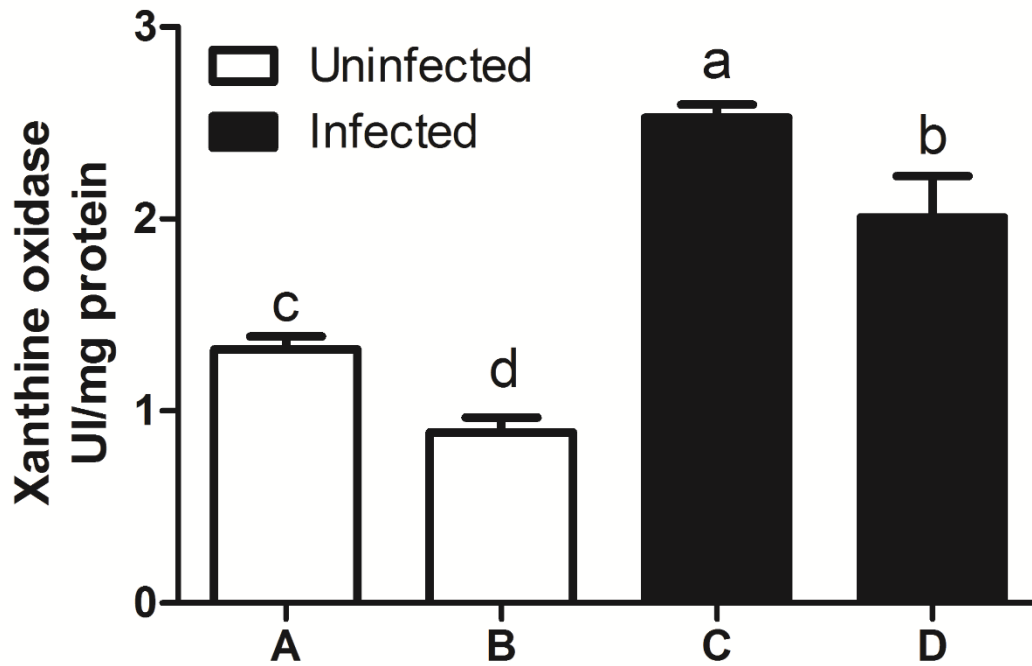 Xanthine oxidase
UI/mg protein
3
2
1
0
Uninfected
Infected
c
d
a
b
A
B
C
D